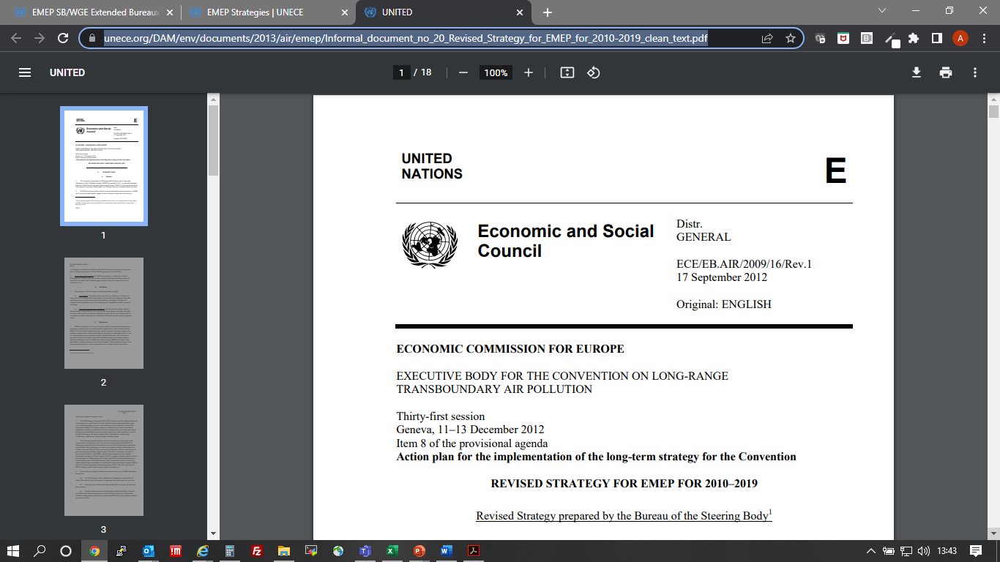 EMEP SB/WGE Extended Bureaux
EMEP Strategies | UNECE
UNITED
unece.org/DAM/env/documents/2013/air/emep/Informal_document_no_20_Revised_Strategy_for_EMEP_for_2010-2019_clean_text.pdf
A
UNITED
1 / 18
100%
1
2
3
UNITED
NATIONS
E
Economic and Social
Council
Distr.
GENERAL
ECE/EB.AIR/2009/16/Rev.1
17 September 2012
Original: ENGLISH
ECONOMIC COMMISSION FOR EUROPE
EXECUTIVE BODY FOR THE CONVENTION ON LONG-RANGE
TRANSBOUNDARY AIR POLLUTION
Thirty-first session
Geneva, 11–13 December 2012
Item 8 of the provisional agenda
Action plan for the implementation of the long-term strategy for the Convention
REVISED STRATEGY FOR EMEP FOR 2010–2019
Revised Strategy prepared by the Bureau of the Steering Body1
13:43